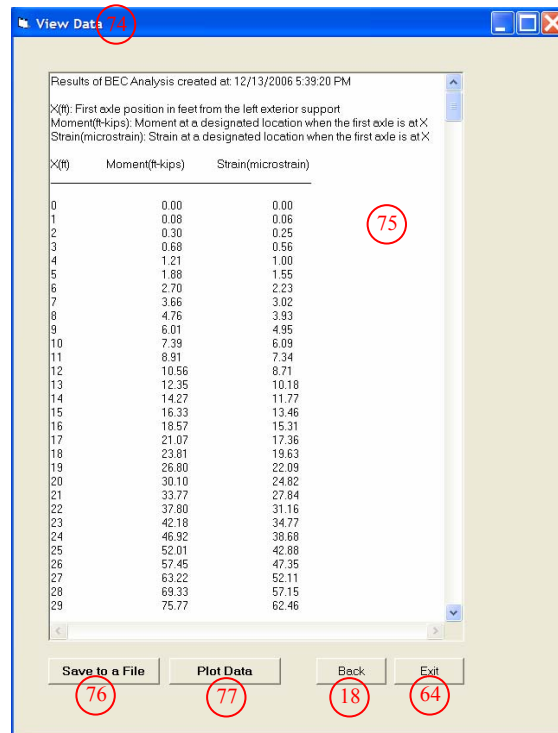 View Data 74
Results of BEC Analysis created at: 12/13/2006 5:39:20 PM
X(ft): First axle position in feet from the left exterior support
Moment(ft-kips): Moment at a designated location when the first axle is at X
Strain(microstrain): Strain at a designated location when the first axle is at X
X(ft) Moment(ft-kips) Strain(microstrain)
0 0.00 0.00
1 0.08 0.06
75
2 0.30 0.25
3 0.68 0.56
4 1.21 1.00
5 1.88 1.55
6 2.70 2.23
7 3.66 3.02
8 4.76 3.93
9 6.01 4.95
10 7.39 6.09
11 8.91 7.34
12 10.56 8.71
13 12.35 10.18
14 14.27 11.77
15 16.33 13.46
16 18.57 15.31
17 21.07 17.36
18 23.81 19.63
19 26.80 22.09
20 30.10 24.82
21 33.77 27.84
22 37.80 31.16
23 42.18 34.77
24 46.92 38.68
25 52.01 42.88
26 57.45 47.35
27 63.22 52.11
28 69.33 57.15
29 75.77 62.46
Save to a File Plot Data Back Exit
76 77 18 64